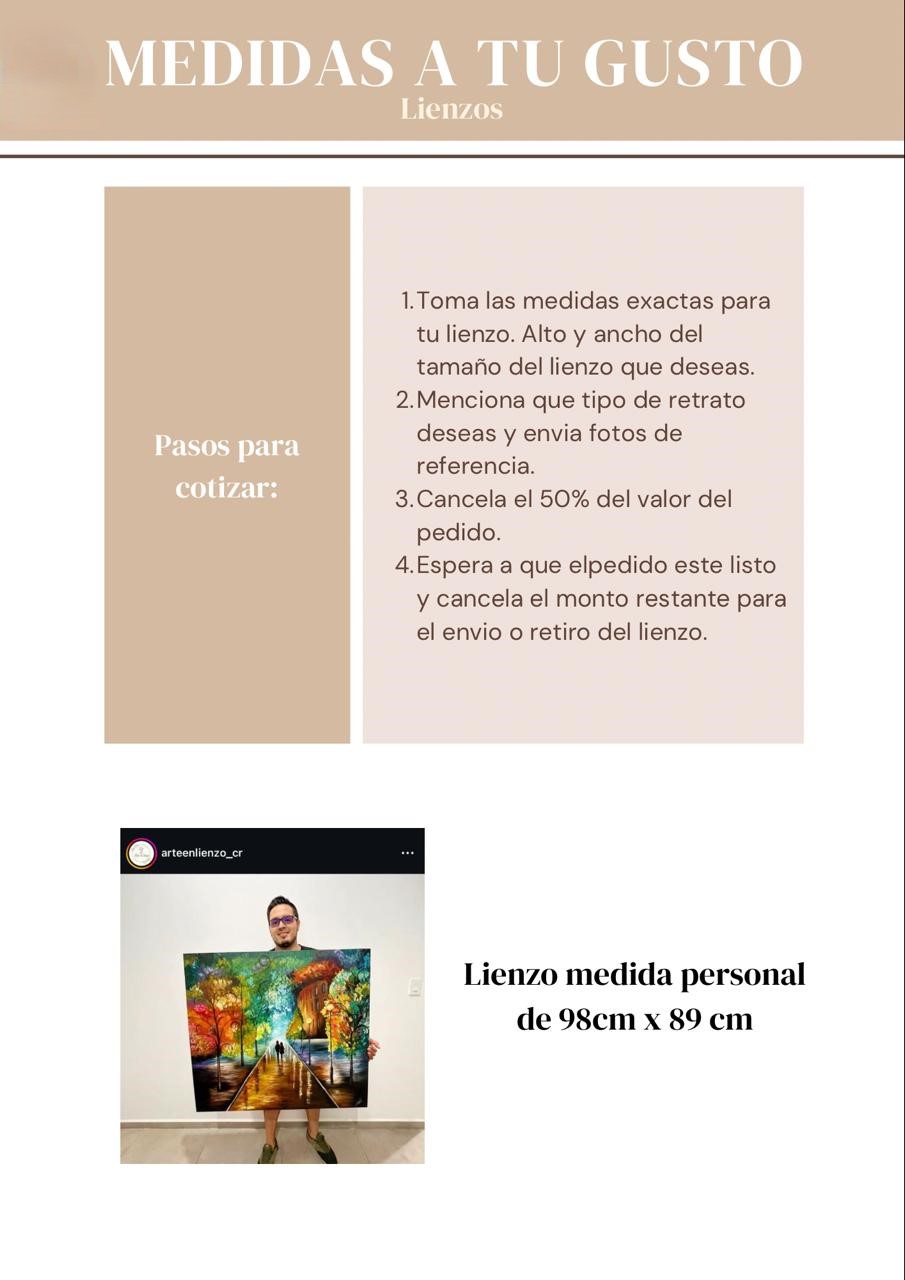 MEDIDAS A TU GUSTO
Lienzos
Pasos para
cotizar:
1. Toma las medidas exactas para
tu lienzo. Alto y ancho del
tamaño del lienzo que deseas.
2. Menciona que tipo de retrato
deseas y envia fotos de
referencia.
3. Cancela el 50% del valor del
pedido.
4. Espera a que elpedido este listo
y cancela el monto restante para
el envio o retiro del lienzo.
arteenlienzo_cr
Lienzo medida personal
de 98cm x 89 cm